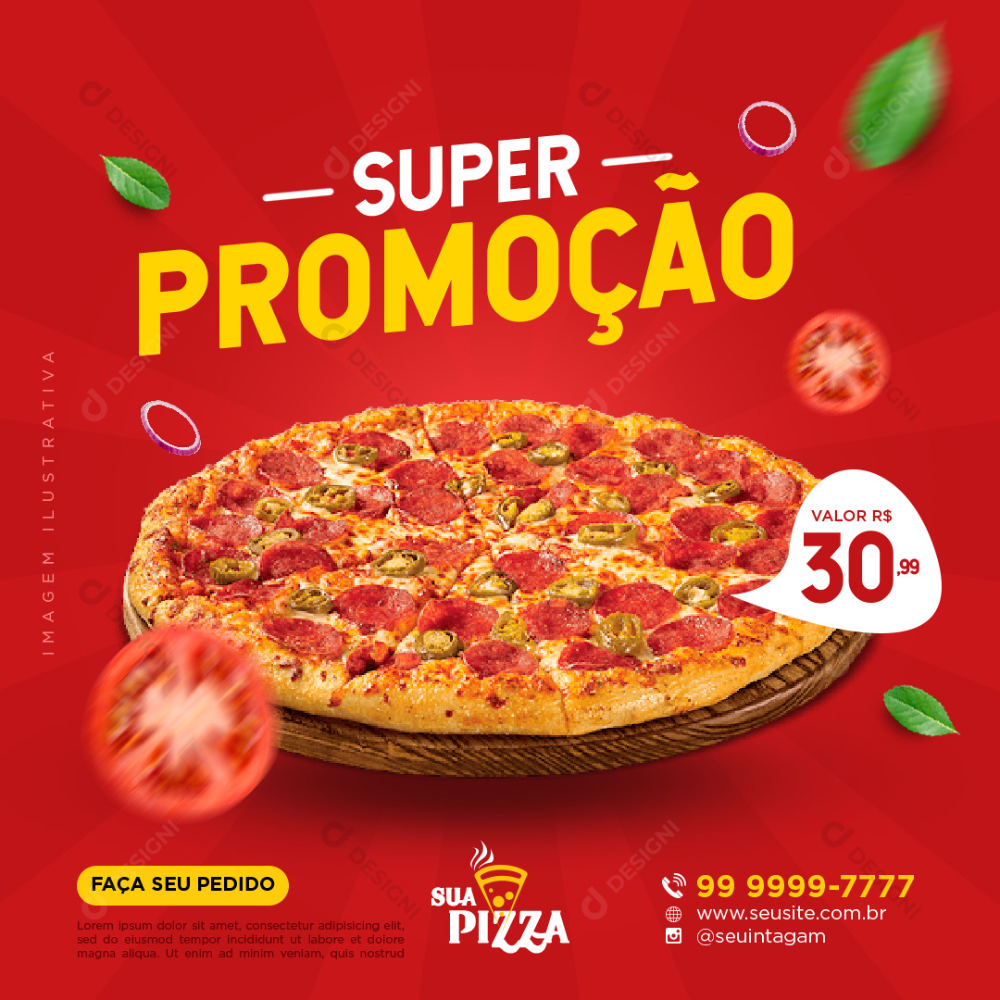 SUPER
PROMOÇÃO
IMAGEM ILUSTRATIVA
VALOR R$
30,99
FAÇA SEU PEDIDO
Lorem ipsum dolor sit amet, consectetur adipisicing elit,
sed do eiusmod tempor incididunt ut labore et dolore
magna aliqua. Ut enim ad minim veniam, quis nostrud
SUA
PIZZA
99 9999-7777
www.seusite.com.br
@seuintagam
DESIGNI